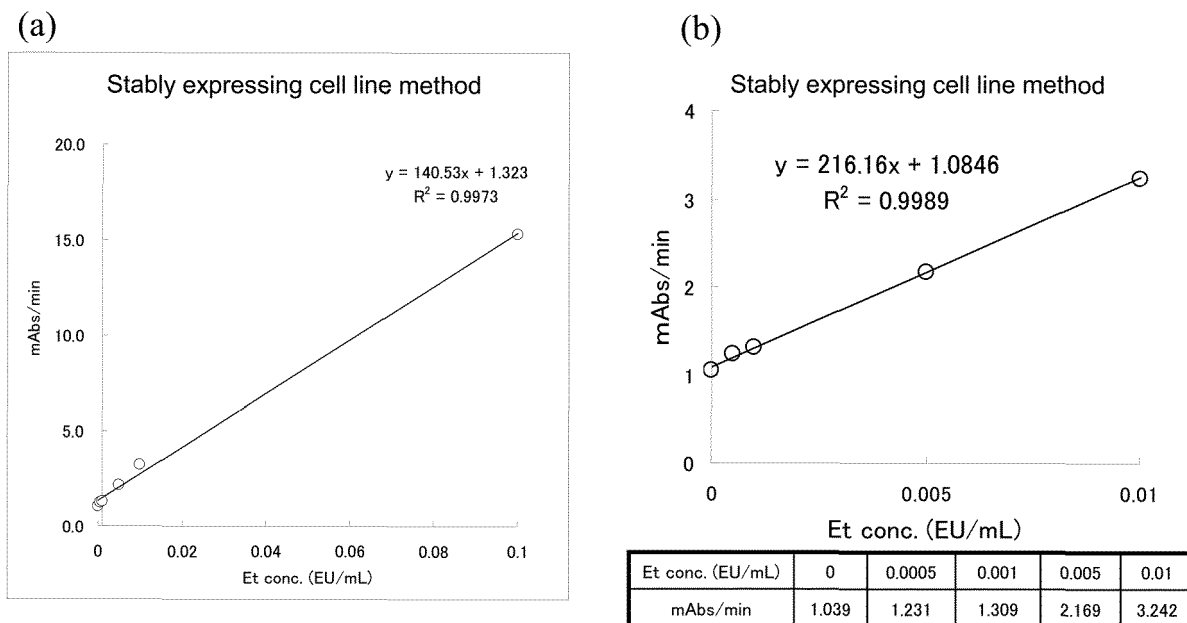 (a)
Stably expressing cell line method
20.0
15.0
10.0
5.0
0.0
mAbs/min
y = 140.53x + 1.323
R² = 0.9973
0 0.02 0.04 0.06 0.08 0.1
Et conc. (EU/mL)
(b)
Stably expressing cell line method
4
3
2
1
0
mAbs/min
y = 216.16x + 1.0846
R² = 0.9989
0 0.005 0.01
Et conc. (EU/mL)
Et conc. (EU/mL) 0 0.0005 0.001 0.005 0.01
mAbs/min 1.039 1.231 1.309 2.169 3.242